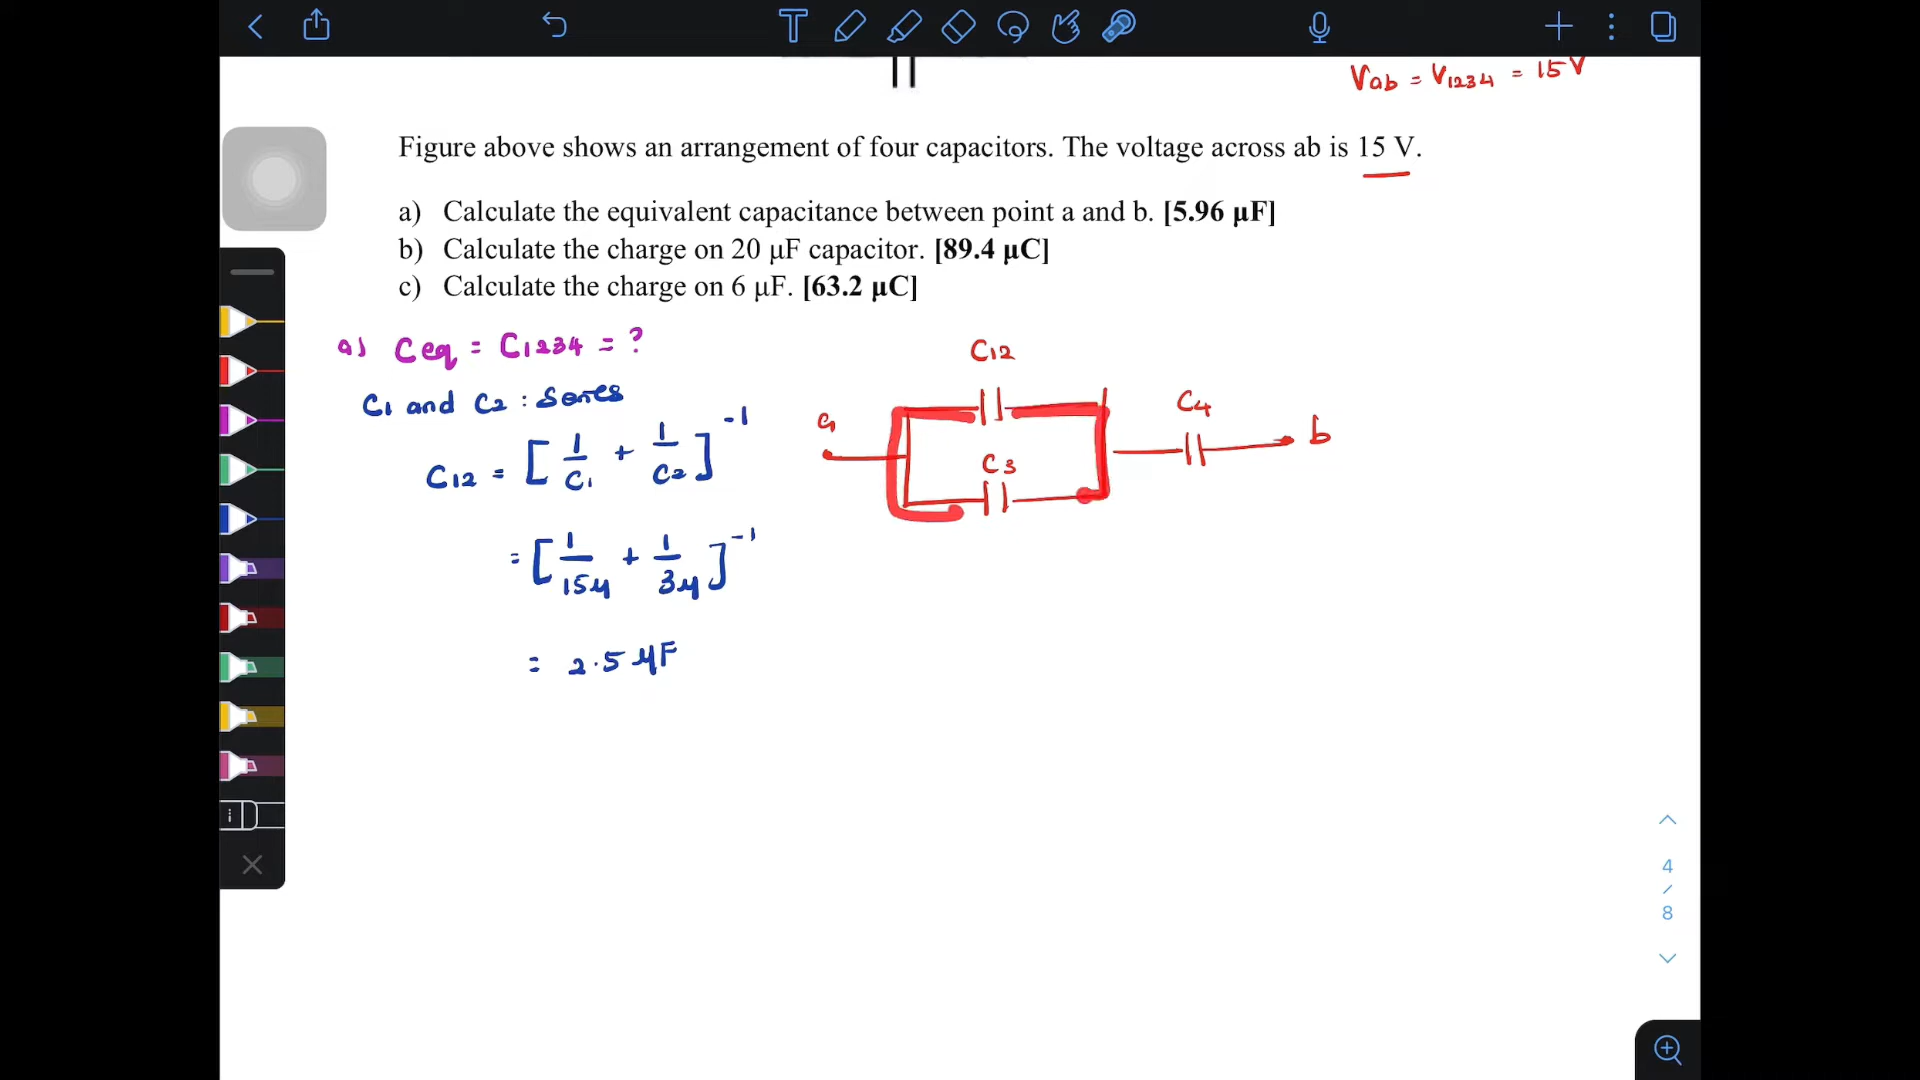 Vab = V1234 = 15V
Figure above shows an arrangement of four capacitors. The voltage across ab is 15 V.
a) Calculate the equivalent capacitance between point a and b. [5.96 μF]
b) Calculate the charge on 20 μF capacitor. [89.4 μC]
c) Calculate the charge on 6 μF. [63.2 μC]
a) Ceq = C1234 = ?
C1 and C2 : Series
C12 = [1/C1 + 1/C2]^-1
= [1/15μ + 1/3μ]^-1
= 2.5 μF
C12
a
C3
C4
b
4
/
8